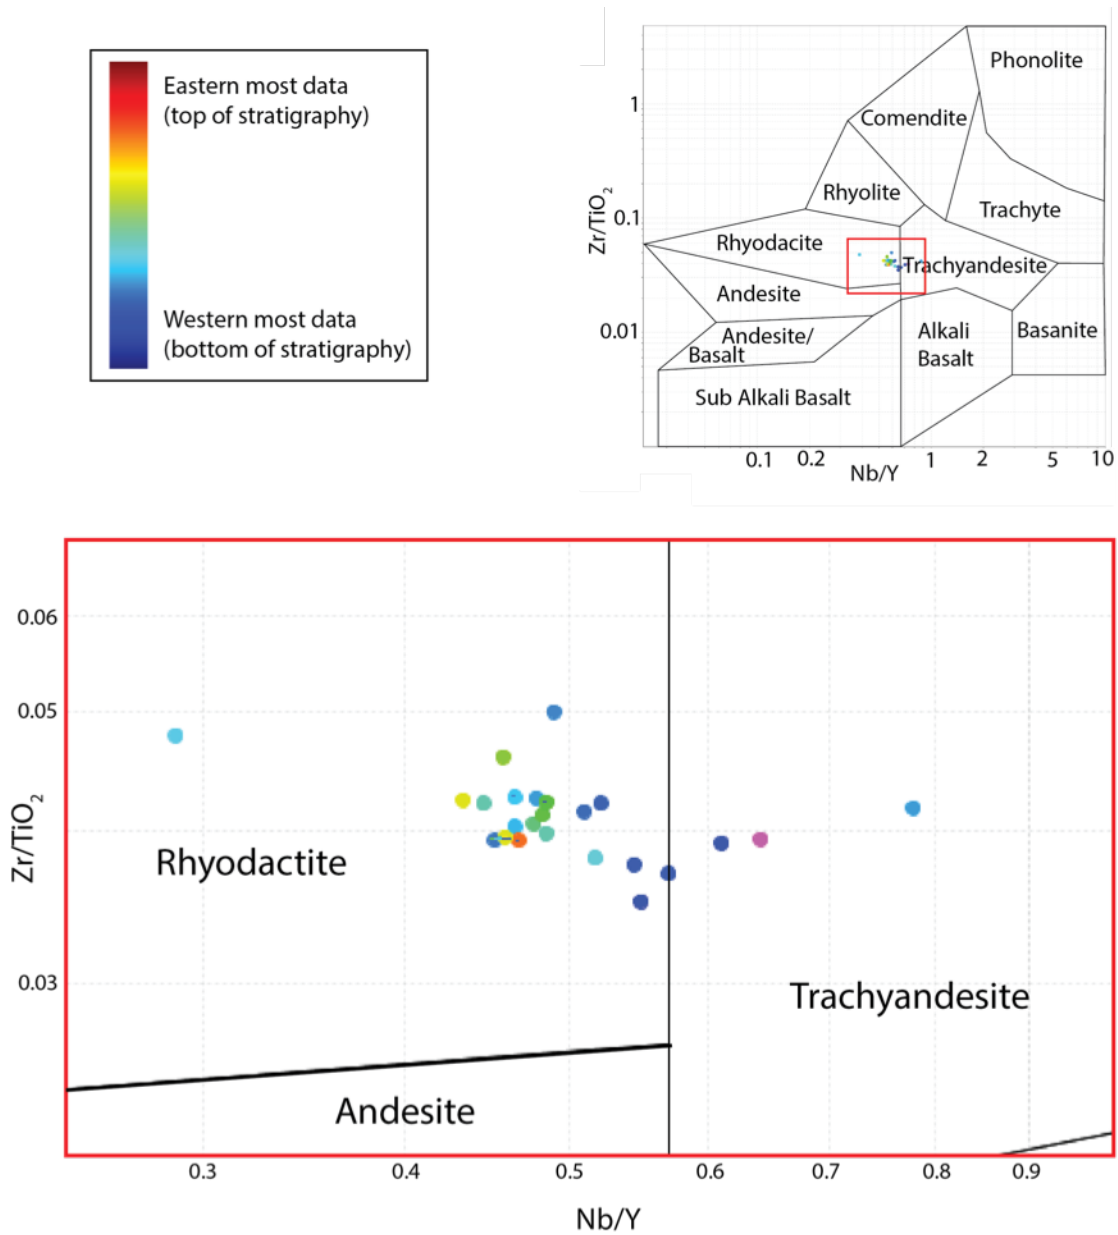 Eastern most data
(top of stratigraphy)
Western most data
(bottom of stratigraphy)
Zr/TiO2
1
0.1
0.01
Phonolite
Comendite
Rhyolite
Trachyte
Rhyodacite
Trachyandesite
Andesite
Andesite/
Basalt
Alkali
Basalt
Basanite
Sub Alkali Basalt
0.1 0.2 1 2 5 10
Nb/Y
Zr/TiO2
0.06
0.05
0.03
Rhyodactite
Trachyandesite
Andesite
0.3 0.4 0.5 0.6 0.7 0.8 0.9
Nb/Y